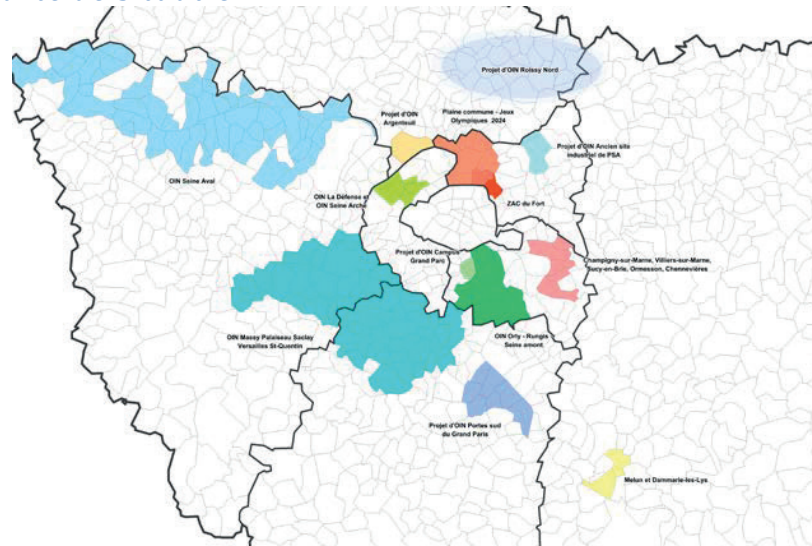 Projet d'OIN Roissy Nord
Projet d'OIN
Argenteuil
Plaine commune - Jeux
Olympiques 2024
Projet d'OIN Ancien site
industriel de PSA
OIN Seine Aval
OIN La Défense et
OIN Seine Arche
ZAC du Fort
Projet d'OIN Campus
Grand Parc
Champigny-sur-Marne, Villiers-sur-Marne,
Sucy-en-Brie, Ormesson, Chennevières
OIN Massy Palaiseau Saclay
Versailles St-Quentin
OIN Orly - Rungis
Seine amont
Projet d'OIN Portes sud
du Grand Paris
Melun et Dammarie-les-Lys